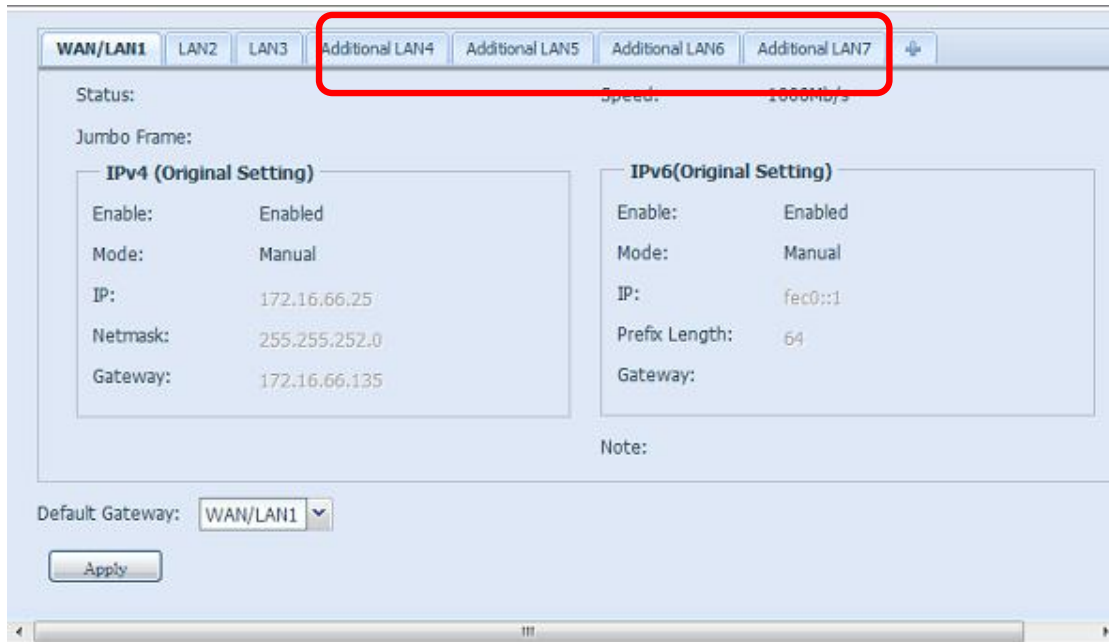 WAN/LAN1 LAN2 LAN3 Additional LAN4 Additional LAN5 Additional LAN6 Additional LAN7
Status: Speed: 1000Mb/s
Jumbo Frame:
IPv4 (Original Setting)
Enable: Enabled
Mode: Manual
IP: 172.16.66.25
Netmask: 255.255.252.0
Gateway: 172.16.66.135
IPv6(Original Setting)
Enable: Enabled
Mode: Manual
IP: fec0::1
Prefix Length: 64
Gateway:
Note:
Default Gateway: WAN/LAN1
Apply